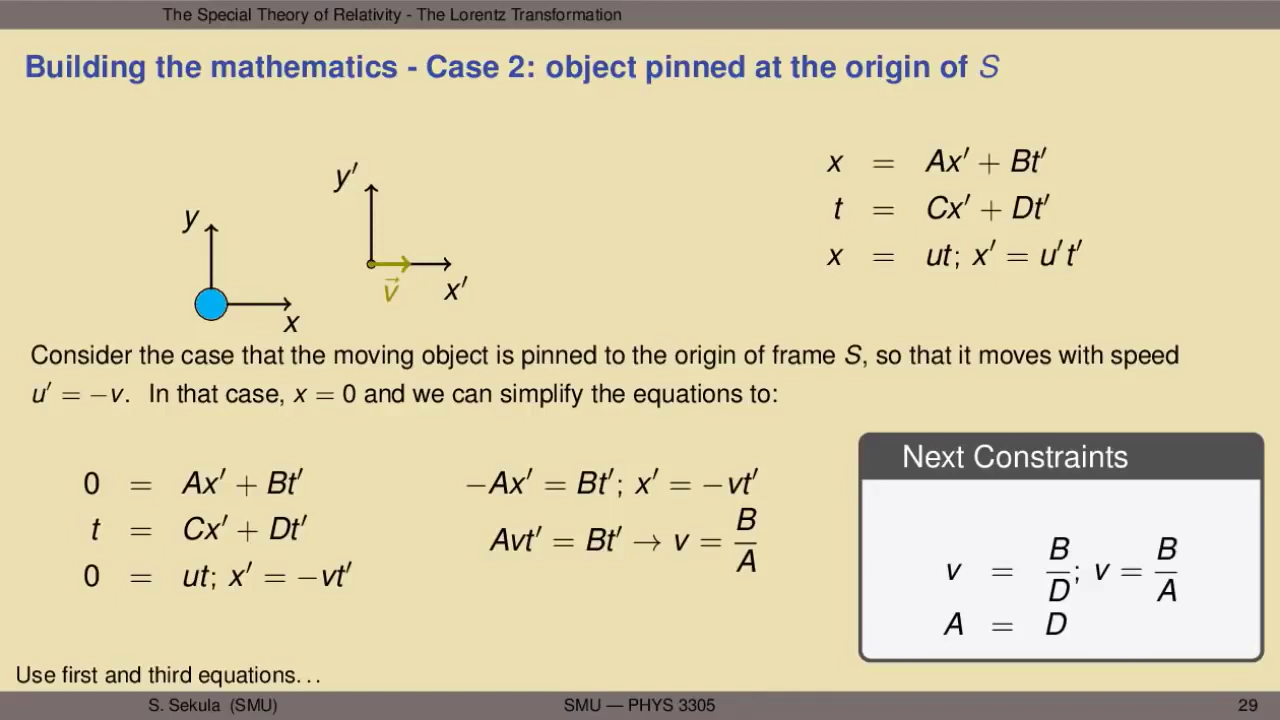 The Special Theory of Relativity - The Lorentz Transformation
Building the mathematics - Case 2: object pinned at the origin of S
y
x
y′
x′
v⃗
x = Ax′ + Bt′
t = Cx′ + Dt′
x = ut; x′ = u′t′
Consider the case that the moving object is pinned to the origin of frame S, so that it moves with speed
u′ = −v. In that case, x = 0 and we can simplify the equations to:
0 = Ax′ + Bt′
t = Cx′ + Dt′
0 = ut; x′ = −vt′
−Ax′ = Bt′; x′ = −vt′
Avt′ = Bt′ → v = B/A
Next Constraints
v = B/D; v = B/A
A = D
Use first and third equations...
S. Sekula (SMU) SMU — PHYS 3305 29